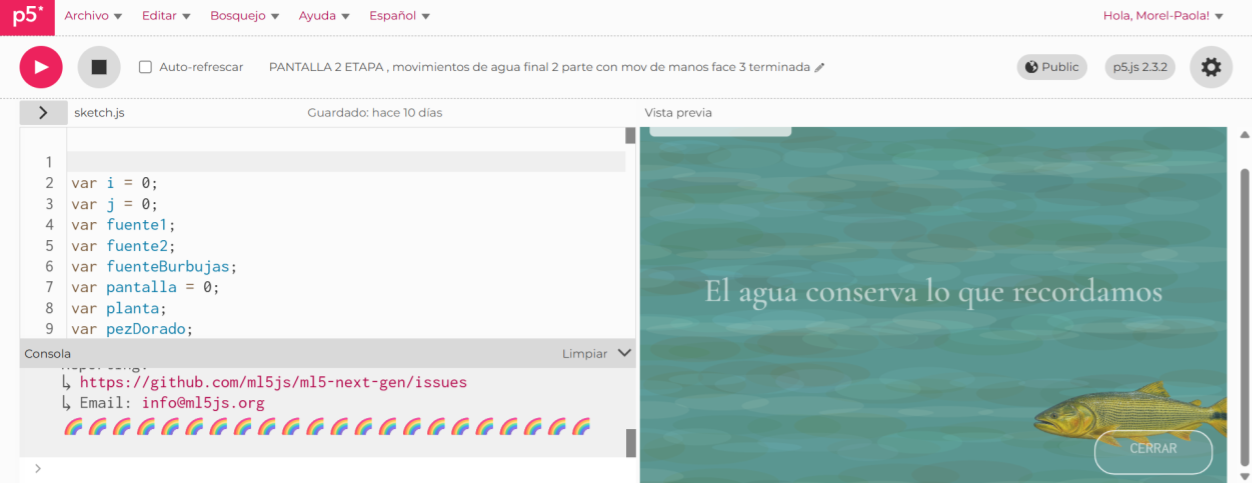 p5* Archivo Editar Bosquejo Ayuda Español Hola, Morel-Paola!
Auto-refrescar PANTALLA 2 ETAPA , movimientos de agua final 2 parte con mov de manos face 3 terminada Public p5.js 2.3.2
sketch.js Guardado: hace 10 días Vista previa
1
2 var i = 0;
3 var j = 0;
4 var fuente1;
5 var fuente2;
6 var fuenteBurbujas;
7 var pantalla = 0;
8 var planta;
9 var pezDorado;
Consola Limpiar
↳ https://github.com/ml5js/ml5-next-gen/issues
↳ Email: info@ml5js.org
El agua conserva lo que recordamos
CERRAR